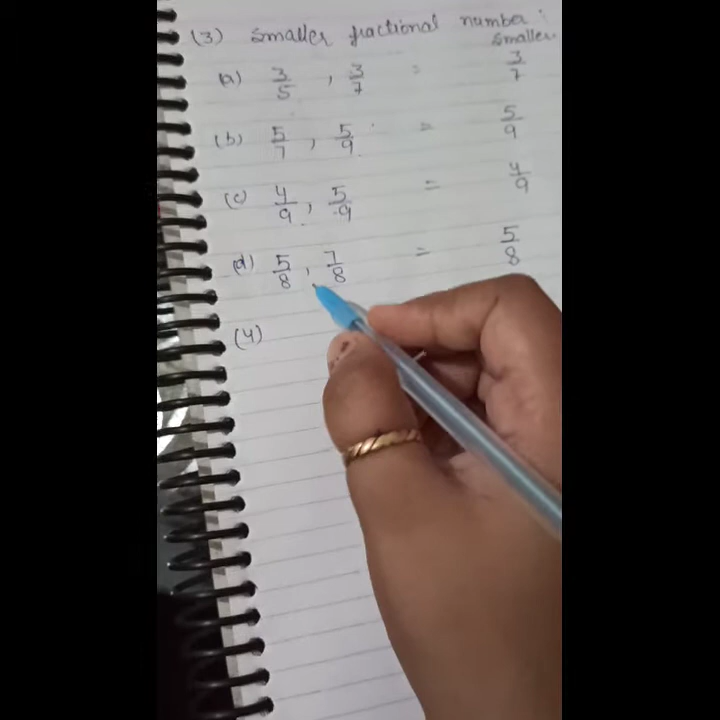 (3) Smaller fractional number :
Smaller
(a) 3/5 , 3/7 = 3/7
(b) 5/7 , 5/9 = 5/9
(c) 4/9 , 5/9 = 4/9
(d) 5/8 , 7/8 = 5/8
(4)